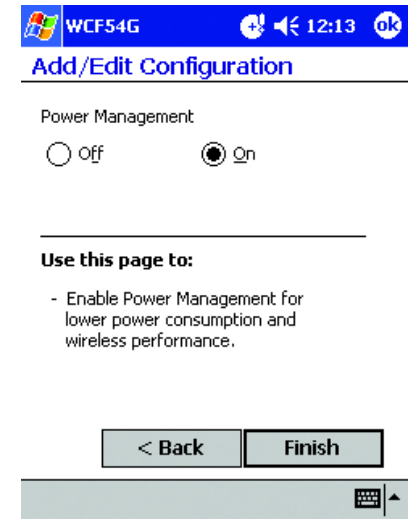 WCF54G 12:13 ok
Add/Edit Configuration
Power Management
Off On
Use this page to:
- Enable Power Management for
lower power consumption and
wireless performance.
< Back Finish